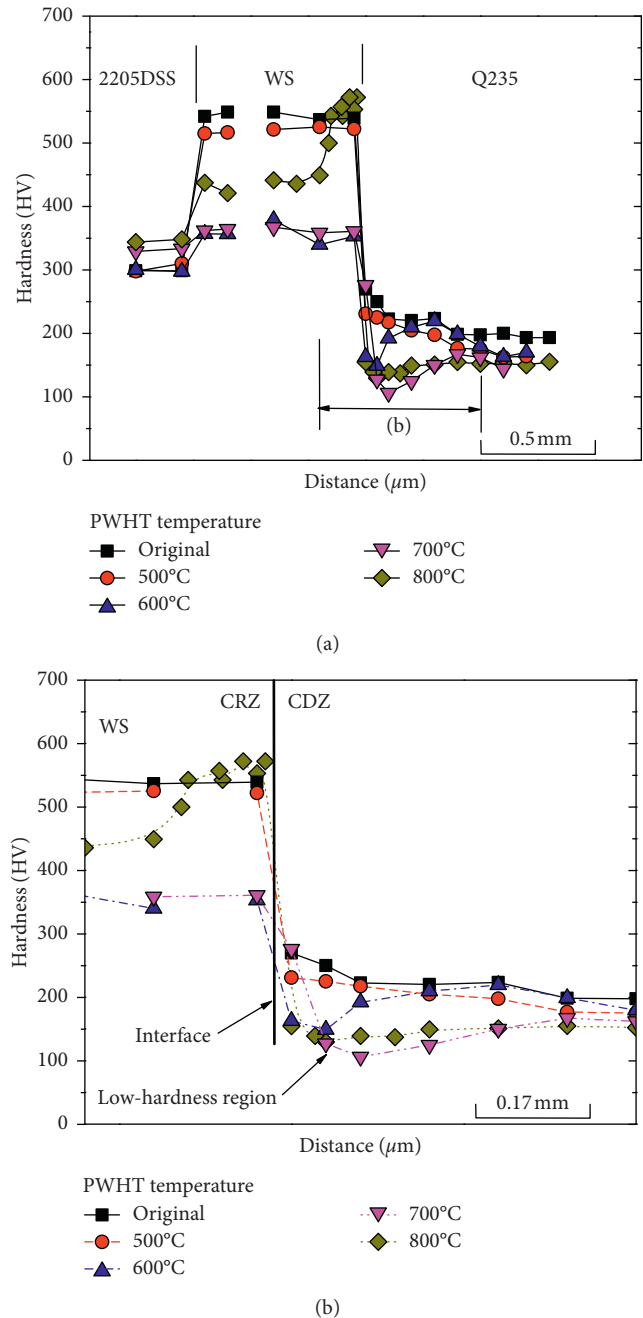 700
600
500
400
300
200
100
0
Hardness (HV)
2205DSS
WS
Q235
(b)
0.5 mm
Distance (μm)
PWHT temperature
Original
500°C
600°C
700°C
800°C
(a)
700
600
500
400
300
200
100
0
Hardness (HV)
WS
CRZ
CDZ
Interface
Low-hardness region
0.17 mm
Distance (μm)
PWHT temperature
Original
500°C
600°C
700°C
800°C
(b)